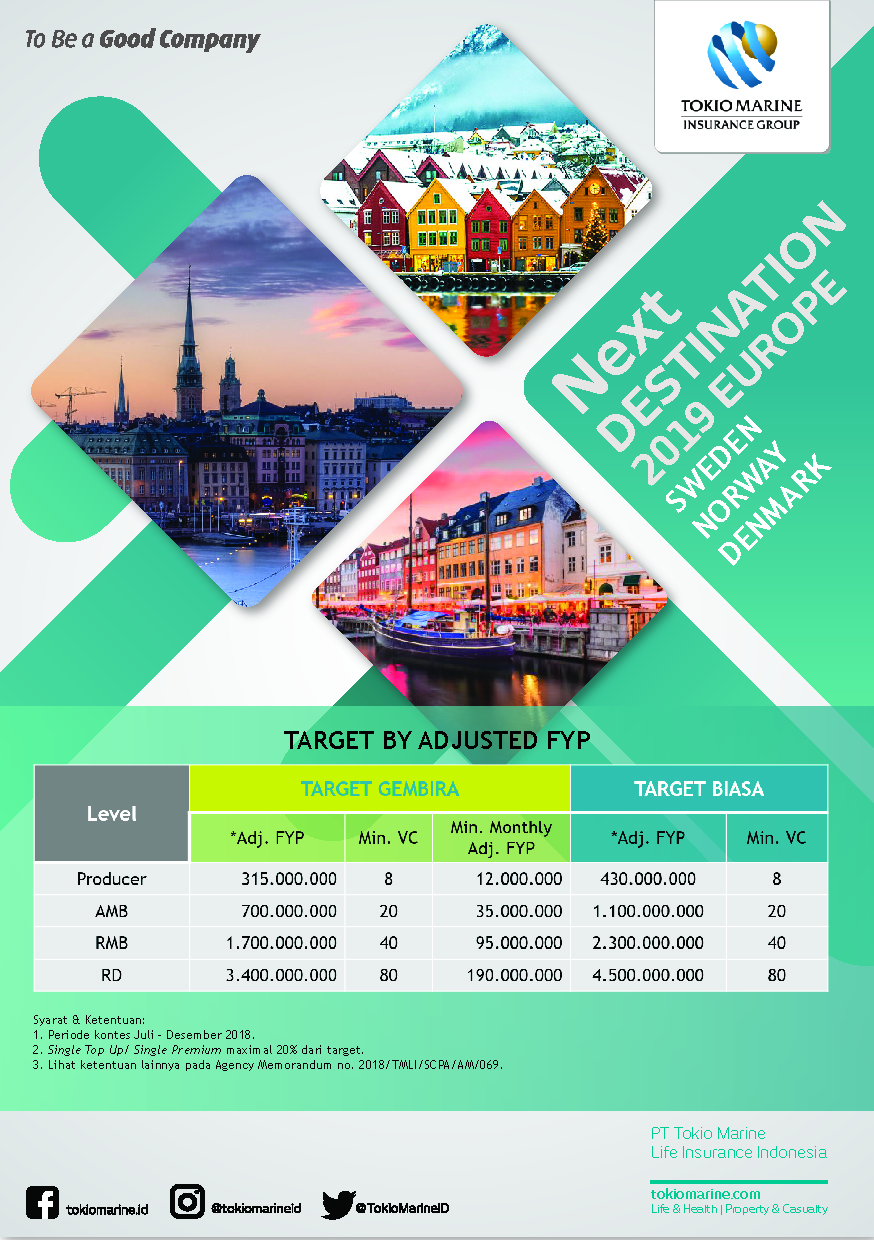 To Be a Good Company
TOKIO MARINE
INSURANCE GROUP
Next
DESTINATION
2019 EUROPE
SWEDEN
NORWAY
DENMARK
TARGET BY ADJUSTED FYP
Level
TARGET GEMBIRA
TARGET BIASA
*Adj. FYP
Min. VC
Min. Monthly
Adj. FYP
*Adj. FYP
Min. VC
Producer 315.000.000 8 12.000.000 430.000.000 8
AMB 700.000.000 20 35.000.000 1.100.000.000 20
RMB 1.700.000.000 40 95.000.000 2.300.000.000 40
RD 3.400.000.000 80 190.000.000 4.500.000.000 80
Syarat & Ketentuan:
1. Periode kontes Juli - Desember 2018.
2. Single Top Up/ Single Premium maximal 20% dari target.
3. Lihat ketentuan lainnya pada Agency Memorandum no. 2018/TMLI/SCPA/AM/069.
PT Tokio Marine
Life Insurance Indonesia
tokiomarine.com
Life & Health | Property & Casualty
tokiomarine.id
@tokiomarineid
@TokioMarineID